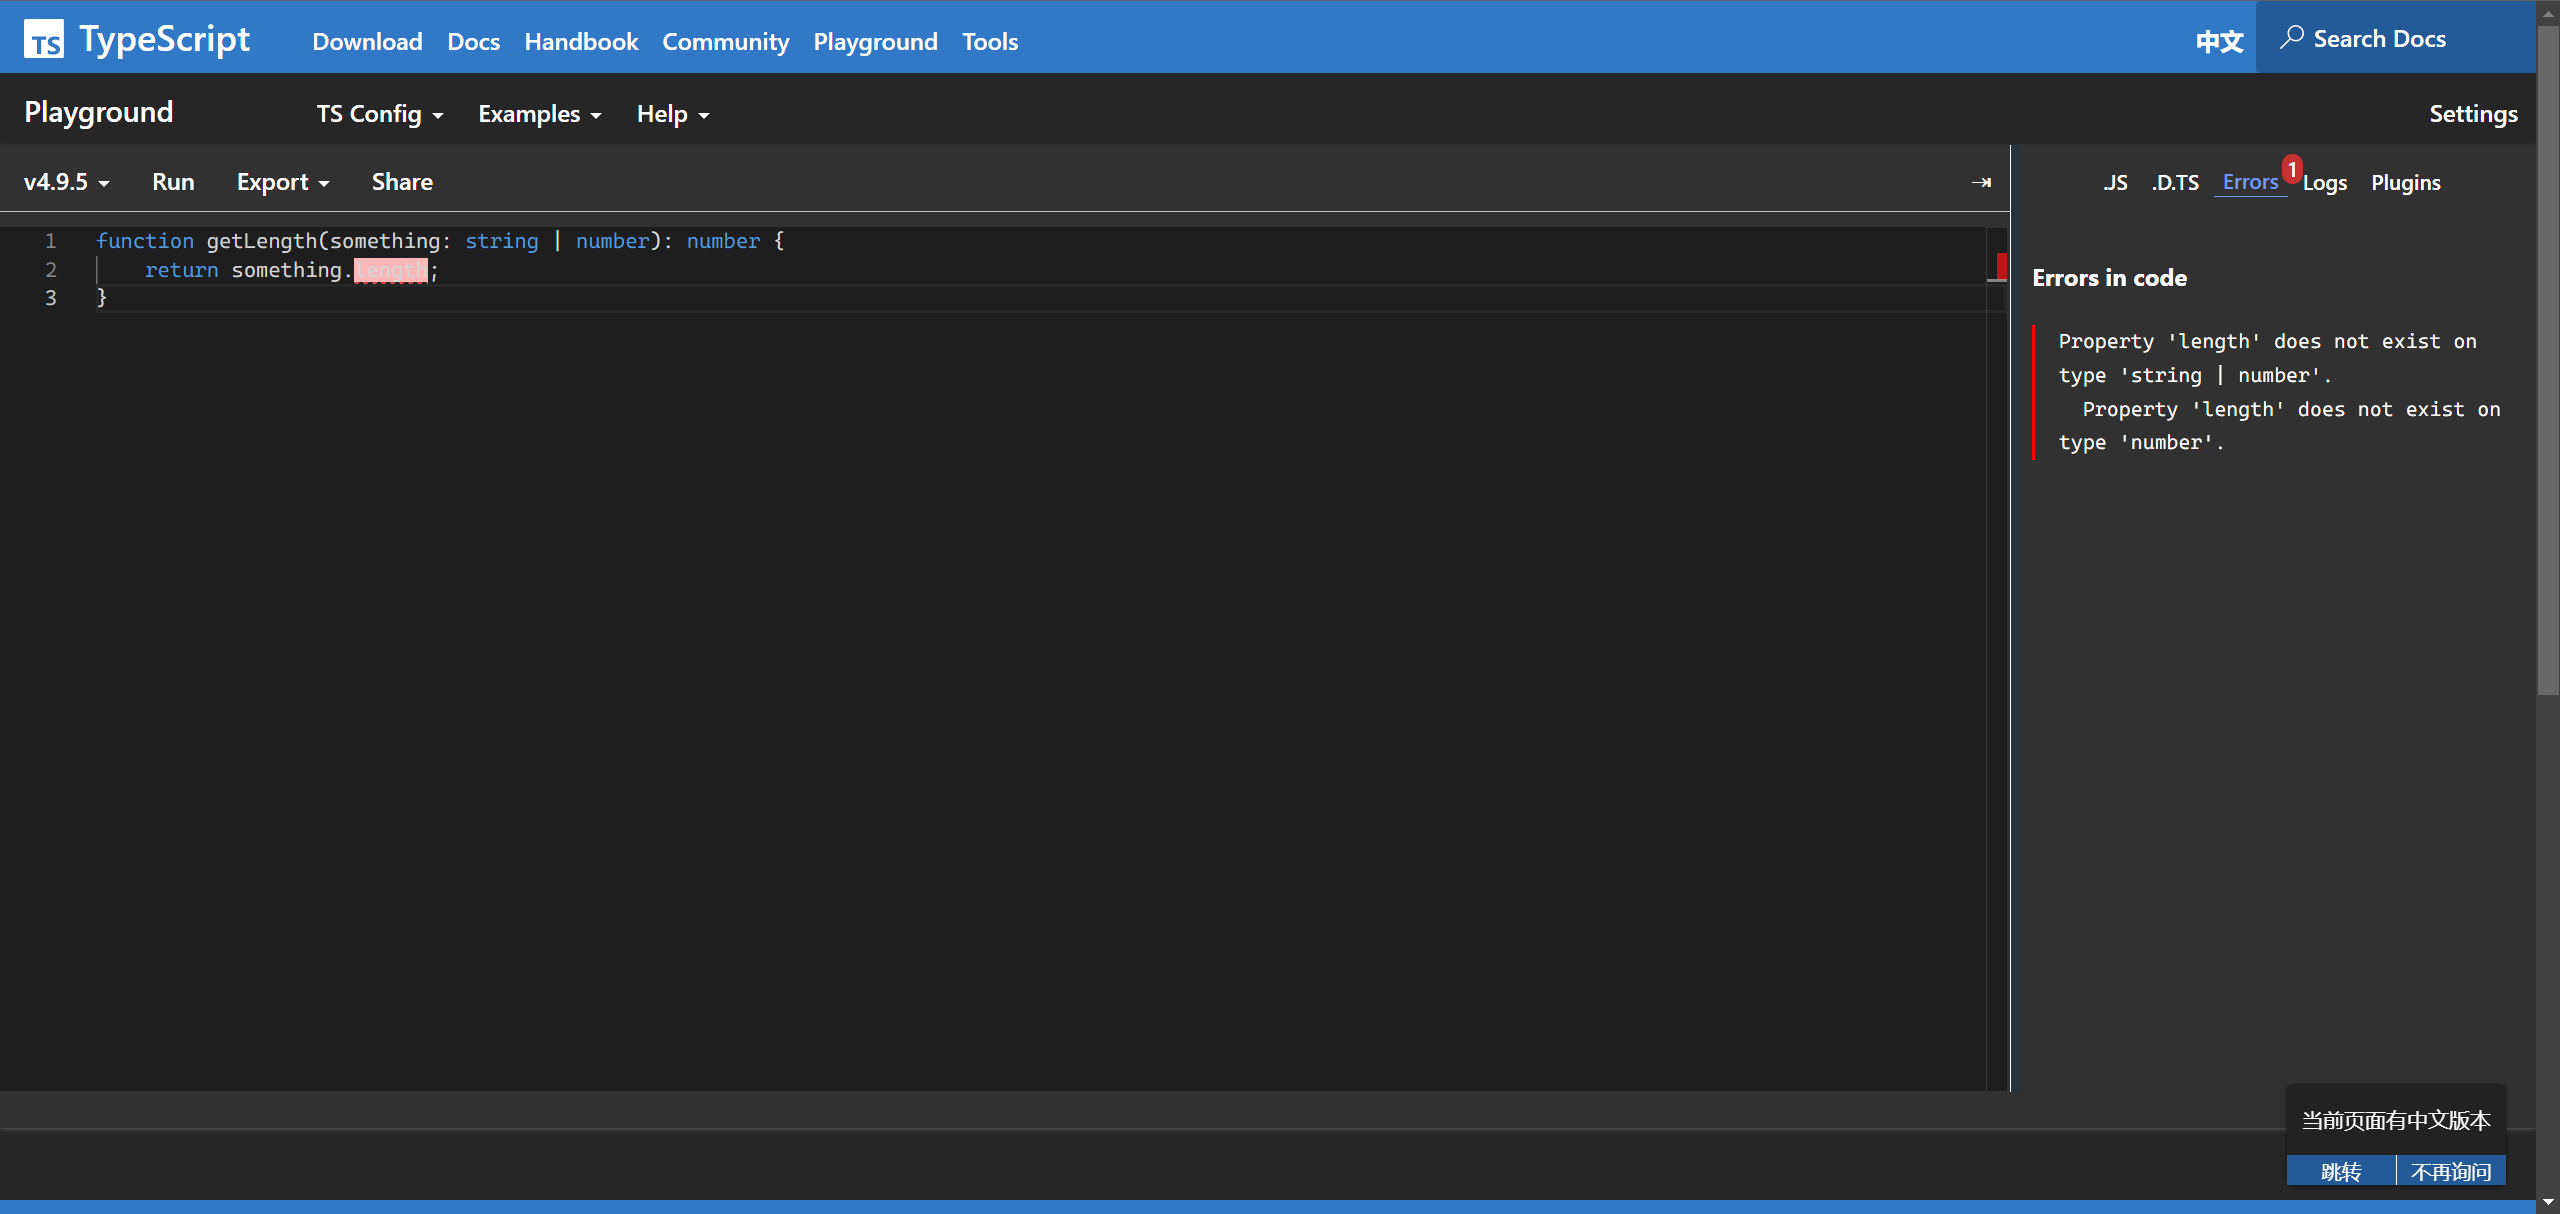 TS TypeScript Download Docs Handbook Community Playground Tools 中文 Search Docs
Playground TS Config Examples Help Settings
v4.9.5 Run Export Share .JS .D.TS Errors 1 Logs Plugins
1 function getLength(something: string | number): number {
2 return something.length;
3 }
Errors in code
Property 'length' does not exist on
type 'string | number'.
Property 'length' does not exist on
type 'number'.
当前页面有中文版本
跳转 不再询问